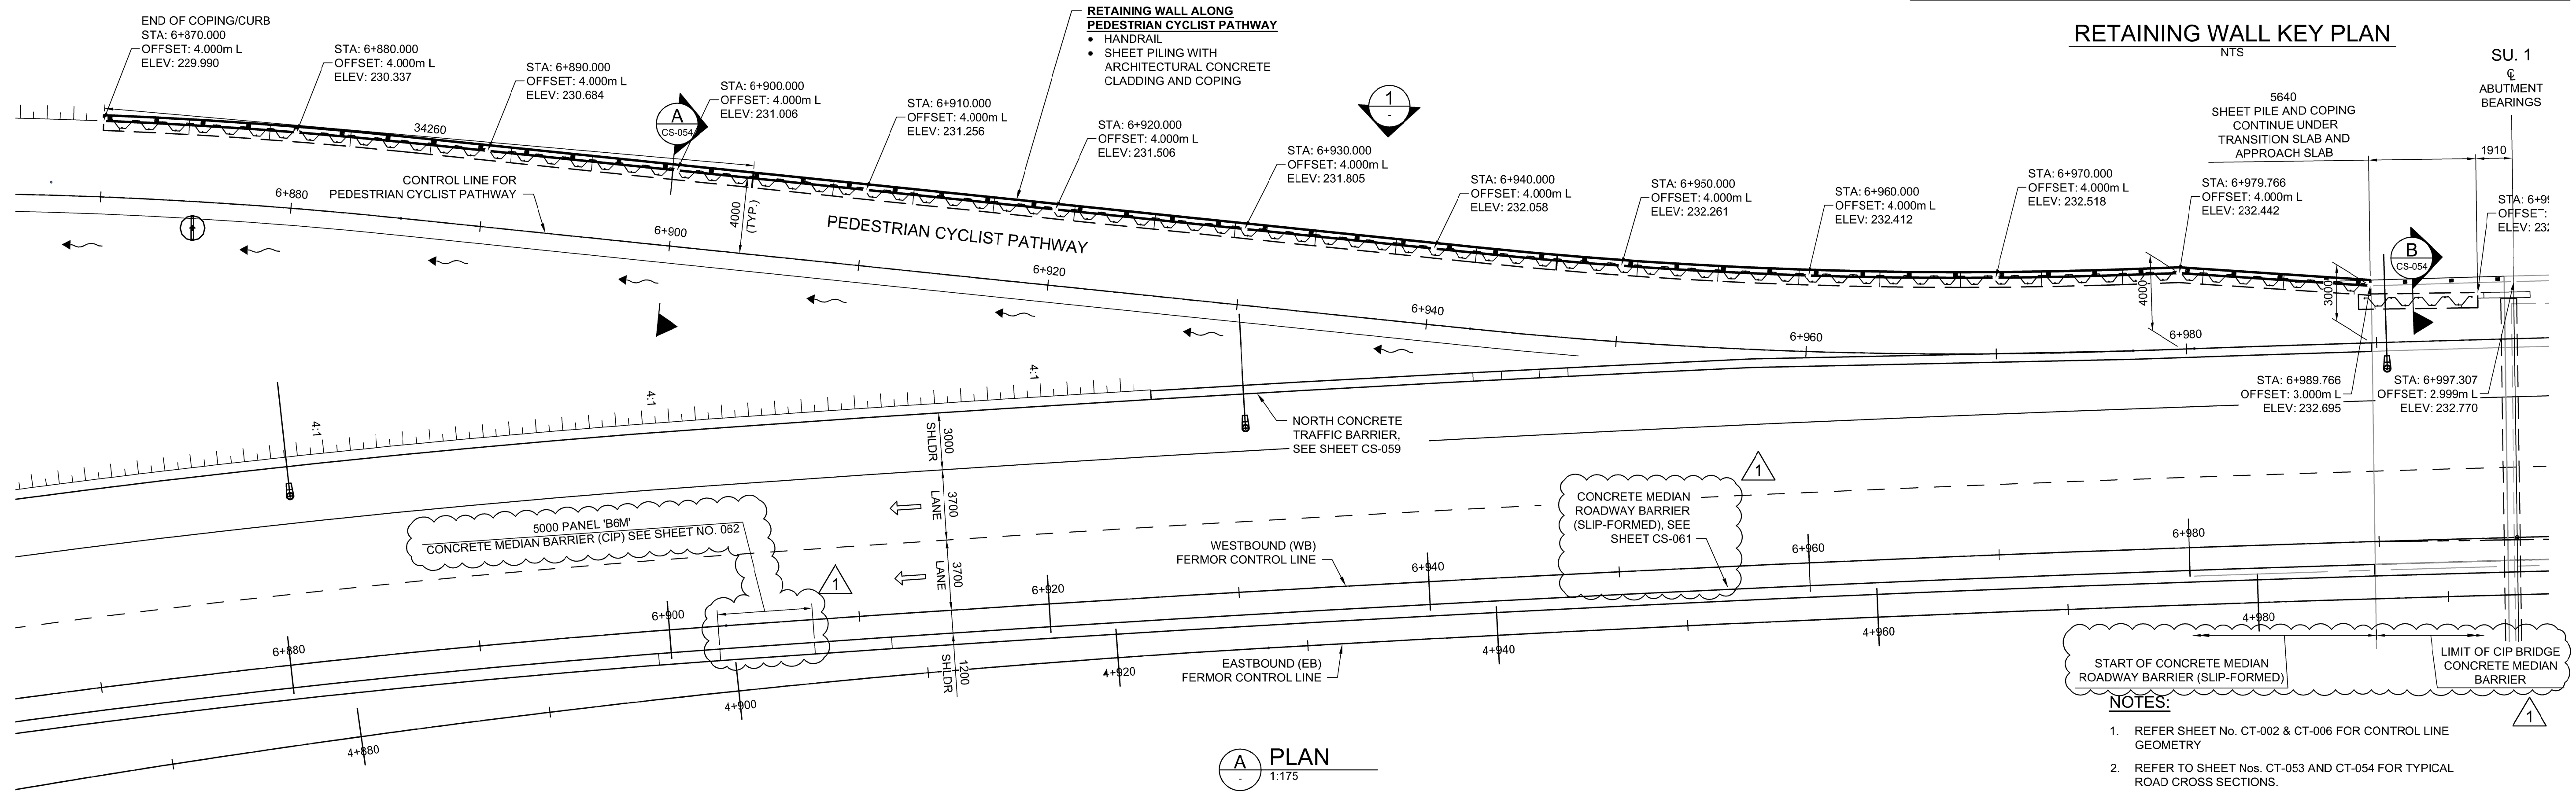 END OF COPING/CURB
STA: 6+870.000
OFFSET: 4.000m L
ELEV: 229.990
STA: 6+880.000
OFFSET: 4.000m L
ELEV: 230.337
STA: 6+890.000
OFFSET: 4.000m L
ELEV: 230.684
34260
A
CS-054
STA: 6+900.000
OFFSET: 4.000m L
ELEV: 231.006
STA: 6+910.000
OFFSET: 4.000m L
ELEV: 231.256
RETAINING WALL ALONG
PEDESTRIAN CYCLIST PATHWAY
• HANDRAIL
• SHEET PILING WITH
ARCHITECTURAL CONCRETE
CLADDING AND COPING
STA: 6+920.000
OFFSET: 4.000m L
ELEV: 231.506
1
-
STA: 6+930.000
OFFSET: 4.000m L
ELEV: 231.805
STA: 6+940.000
OFFSET: 4.000m L
ELEV: 232.058
STA: 6+950.000
OFFSET: 4.000m L
ELEV: 232.261
STA: 6+960.000
OFFSET: 4.000m L
ELEV: 232.412
STA: 6+970.000
OFFSET: 4.000m L
ELEV: 232.518
STA: 6+979.766
OFFSET: 4.000m L
ELEV: 232.442
RETAINING WALL KEY PLAN
NTS
SU. 1
℄
ABUTMENT
BEARINGS
5640
SHEET PILE AND COPING
CONTINUE UNDER
TRANSITION SLAB AND
APPROACH SLAB
1910
STA: 6+99
OFFSET:
ELEV: 232
B
CS-054
CONTROL LINE FOR
PEDESTRIAN CYCLIST PATHWAY
4000
(TYP.)
PEDESTRIAN CYCLIST PATHWAY
6+880
6+900
6+920
6+940
6+960
6+980
4000
3000
STA: 6+989.766
OFFSET: 3.000m L
ELEV: 232.695
STA: 6+997.307
OFFSET: 2.999m L
ELEV: 232.770
4:1
4:1
4:1
NORTH CONCRETE
TRAFFIC BARRIER,
SEE SHEET CS-059
3000
SHLDR
3700
LANE
3700
LANE
1200
SHLDR
5000 PANEL 'B6M'
CONCRETE MEDIAN BARRIER (CIP) SEE SHEET NO. 062
1
CONCRETE MEDIAN
ROADWAY BARRIER
(SLIP-FORMED), SEE
SHEET CS-061
1
WESTBOUND (WB)
FERMOR CONTROL LINE
6+880
6+900
6+920
6+940
6+960
6+980
EASTBOUND (EB)
FERMOR CONTROL LINE
4+880
4+900
4+920
4+940
4+960
4+980
START OF CONCRETE MEDIAN
ROADWAY BARRIER (SLIP-FORMED)
LIMIT OF CIP BRIDGE
CONCRETE MEDIAN
BARRIER
1
A
-
PLAN
1:175
NOTES:
1. REFER SHEET No. CT-002 & CT-006 FOR CONTROL LINE
GEOMETRY
2. REFER TO SHEET Nos. CT-053 AND CT-054 FOR TYPICAL
ROAD CROSS SECTIONS.